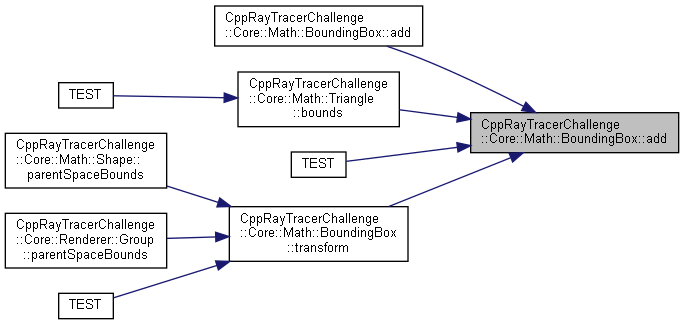 CppRayTracerChallenge
::Core::Math::BoundingBox::add
CppRayTracerChallenge
::Core::Math::Triangle
::bounds
TEST
CppRayTracerChallenge
::Core::Math::BoundingBox::add
TEST
CppRayTracerChallenge
::Core::Math::Shape::
parentSpaceBounds
CppRayTracerChallenge
::Core::Math::BoundingBox
::transform
CppRayTracerChallenge
::Core::Renderer::Group
::parentSpaceBounds
TEST